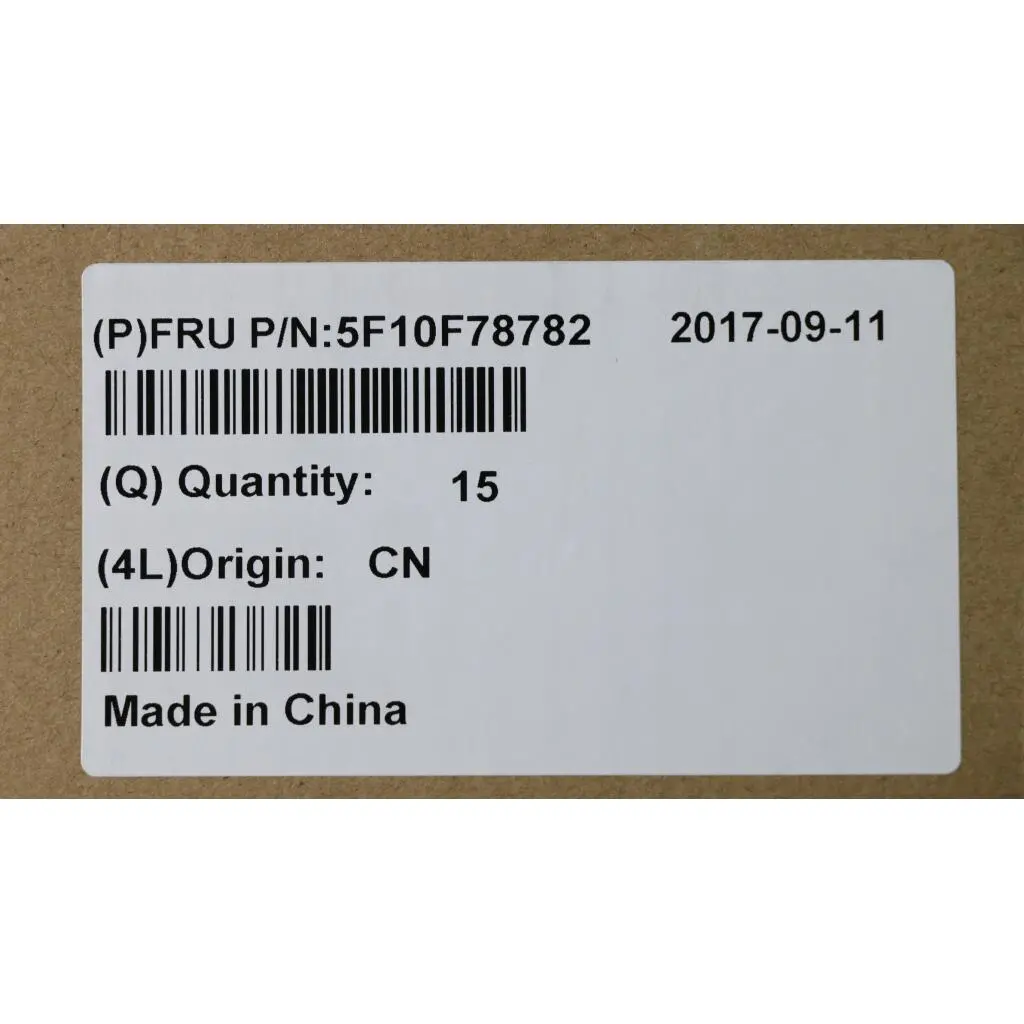 (P)FRU P/N:5F10F78782 2017-09-11
(Q) Quantity: 15
(4L)Origin: CN
Made in China